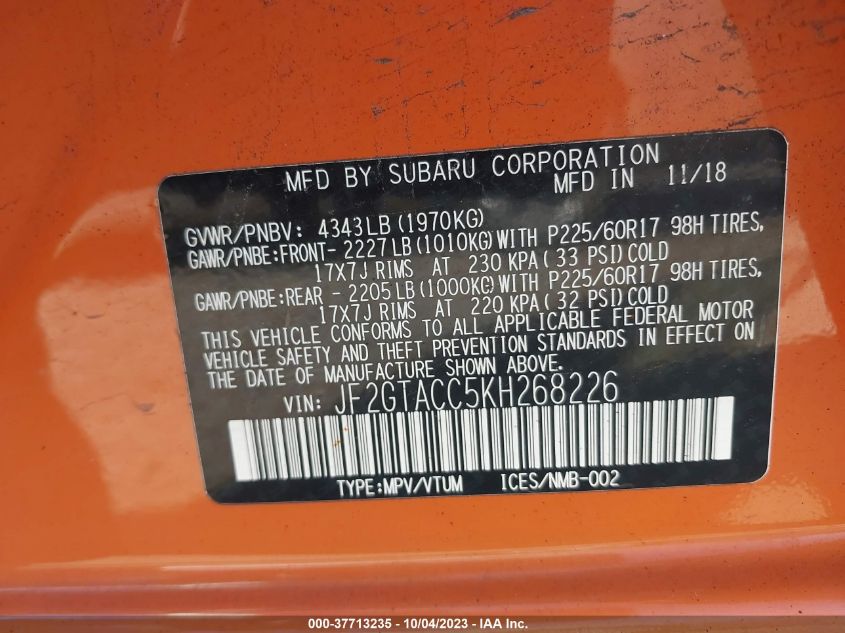 MFD BY SUBARU CORPORATION
MFD IN 11/18
GVWR/PNBV: 4343LB (1970KG)
GAWR/PNBE:FRONT- 2227LB (1010KG) WITH P225/60R17 98H TIRES,
17X7J RIMS AT 230 KPA ( 33 PSI) COLD
GAWR/PNBE:REAR - 2205LB (1000KG) WITH P225/60R17 98H TIRES,
17X7J RIMS AT 220 KPA ( 32 PSI) COLD
THIS VEHICLE CONFORMS TO ALL APPLICABLE FEDERAL MOTOR
VEHICLE SAFETY AND THEFT PREVENTION STANDARDS IN EFFECT ON
THE DATE OF MANUFACTURE SHOWN ABOVE.
VIN: JF2GTACC5KH268226
TYPE:MPV/VTUM ICES/NMB-002
000-37713235 - 10/04/2023 - IAA Inc.